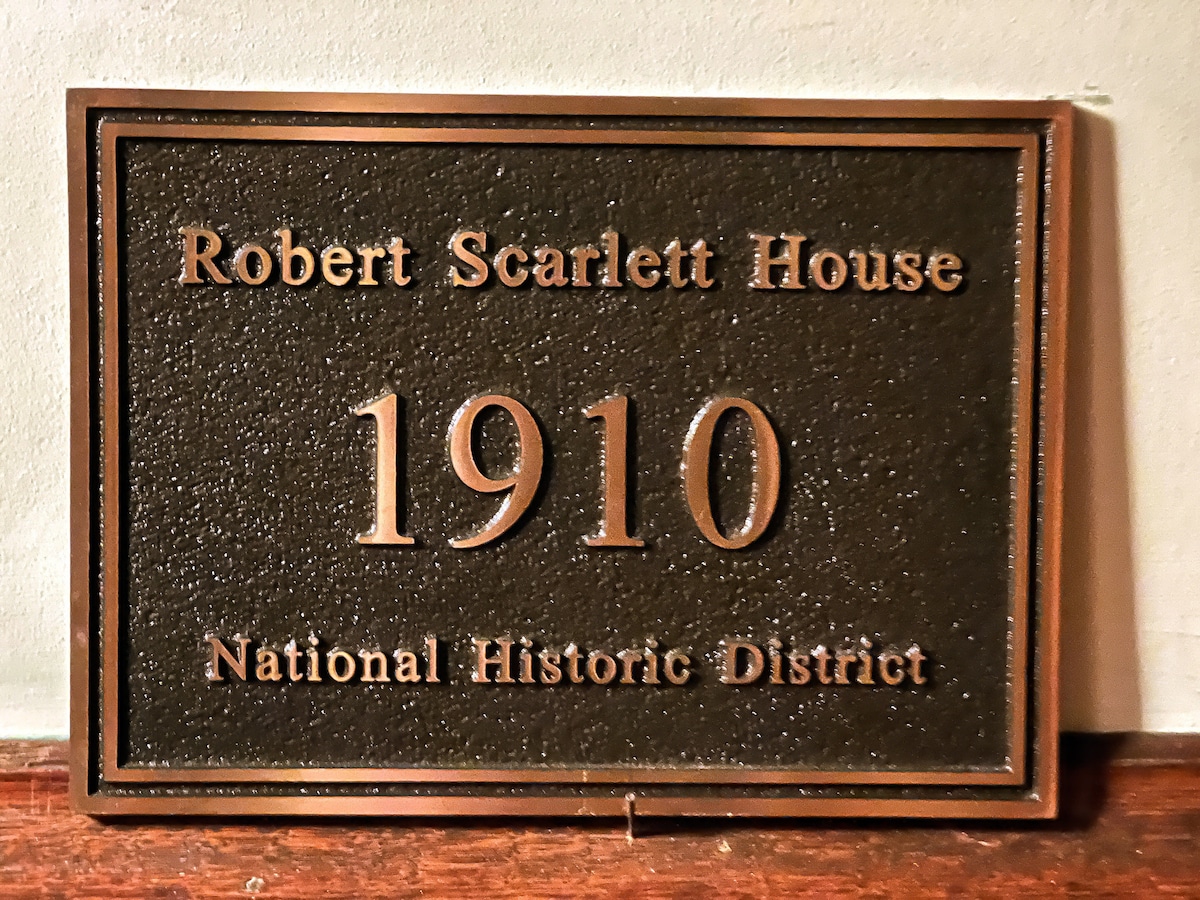 Robert Scarlett House
1910
National Historic District